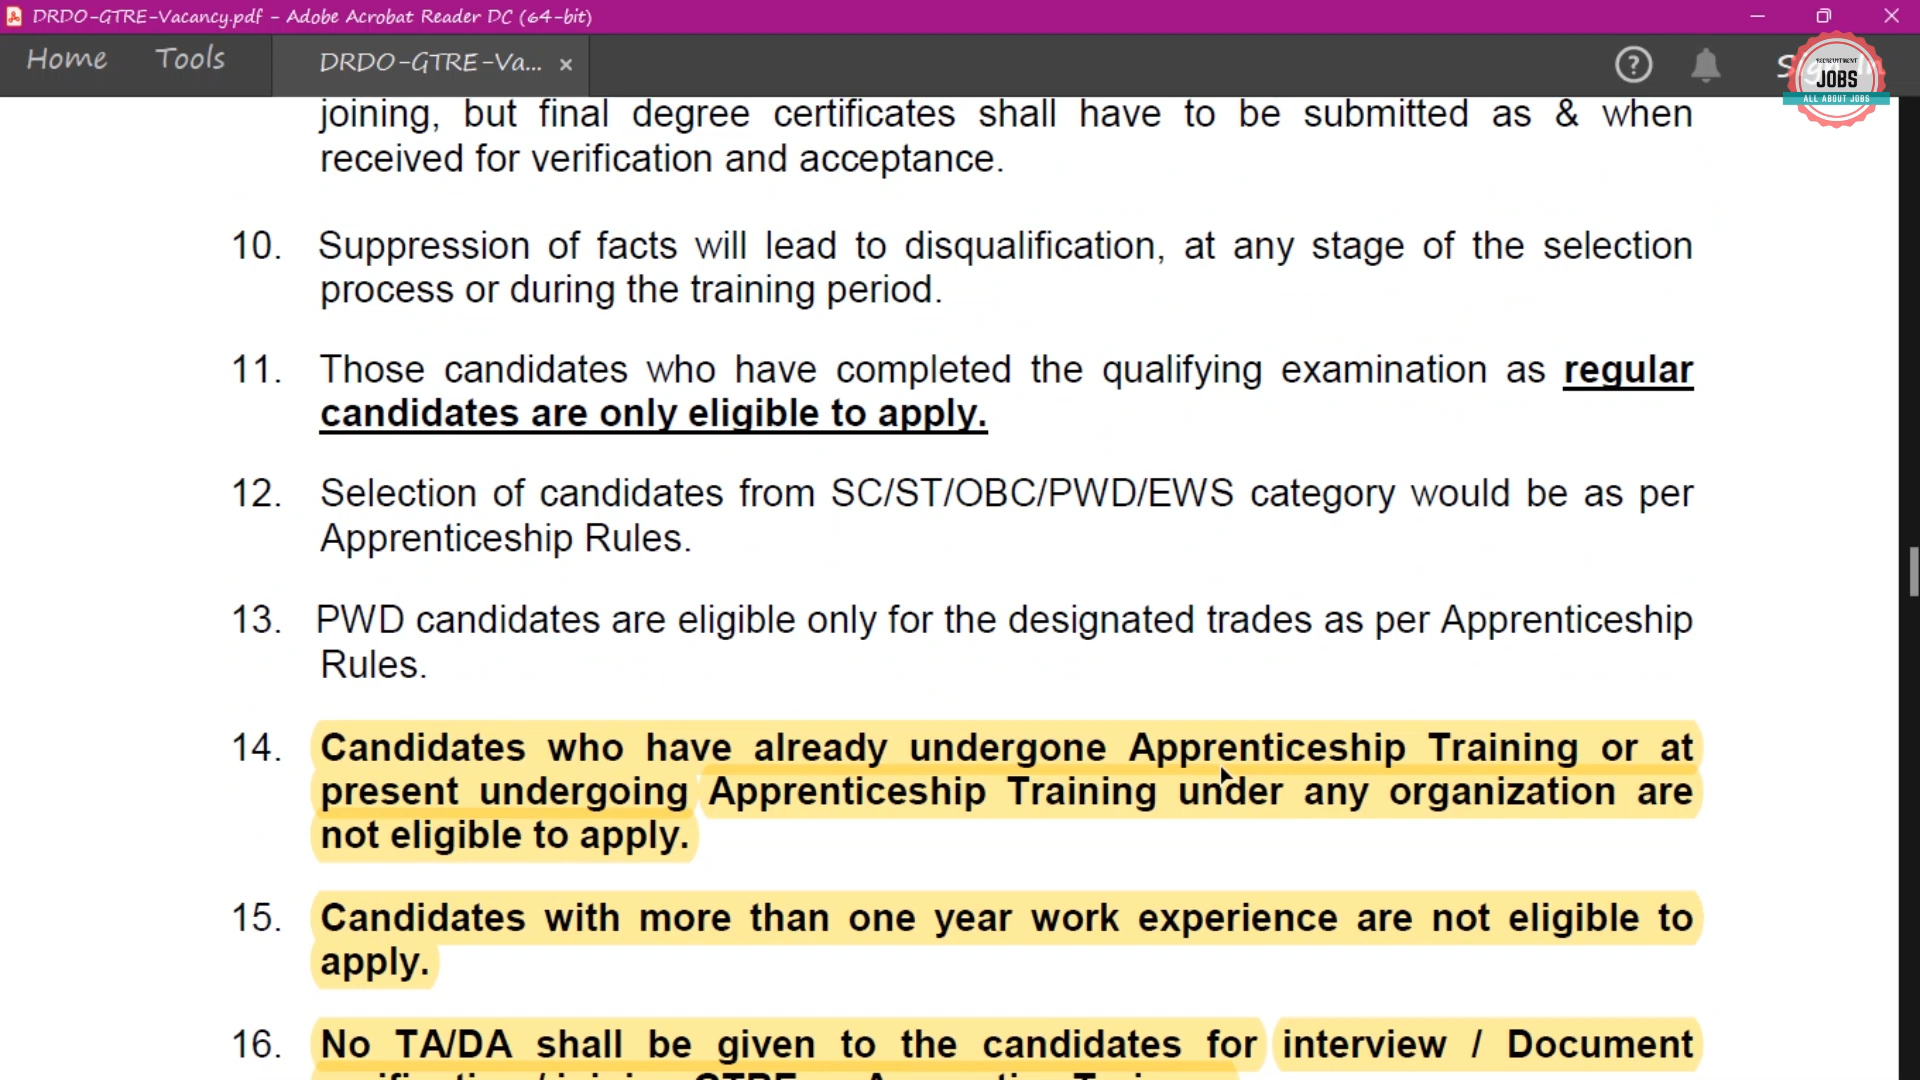 DRDO-GTRE-Vacancy.pdf - Adobe Acrobat Reader DC (64-bit)
Home Tools DRDO-GTRE-Va... ×
RECRUITMENT
JOBS
ALL ABOUT JOBS
joining, but final degree certificates shall have to be submitted as & when
received for verification and acceptance.
10. Suppression of facts will lead to disqualification, at any stage of the selection
process or during the training period.
11. Those candidates who have completed the qualifying examination as regular
candidates are only eligible to apply.
12. Selection of candidates from SC/ST/OBC/PWD/EWS category would be as per
Apprenticeship Rules.
13. PWD candidates are eligible only for the designated trades as per Apprenticeship
Rules.
14. Candidates who have already undergone Apprenticeship Training or at
present undergoing Apprenticeship Training under any organization are
not eligible to apply.
15. Candidates with more than one year work experience are not eligible to
apply.
16. No TA/DA shall be given to the candidates for interview / Document